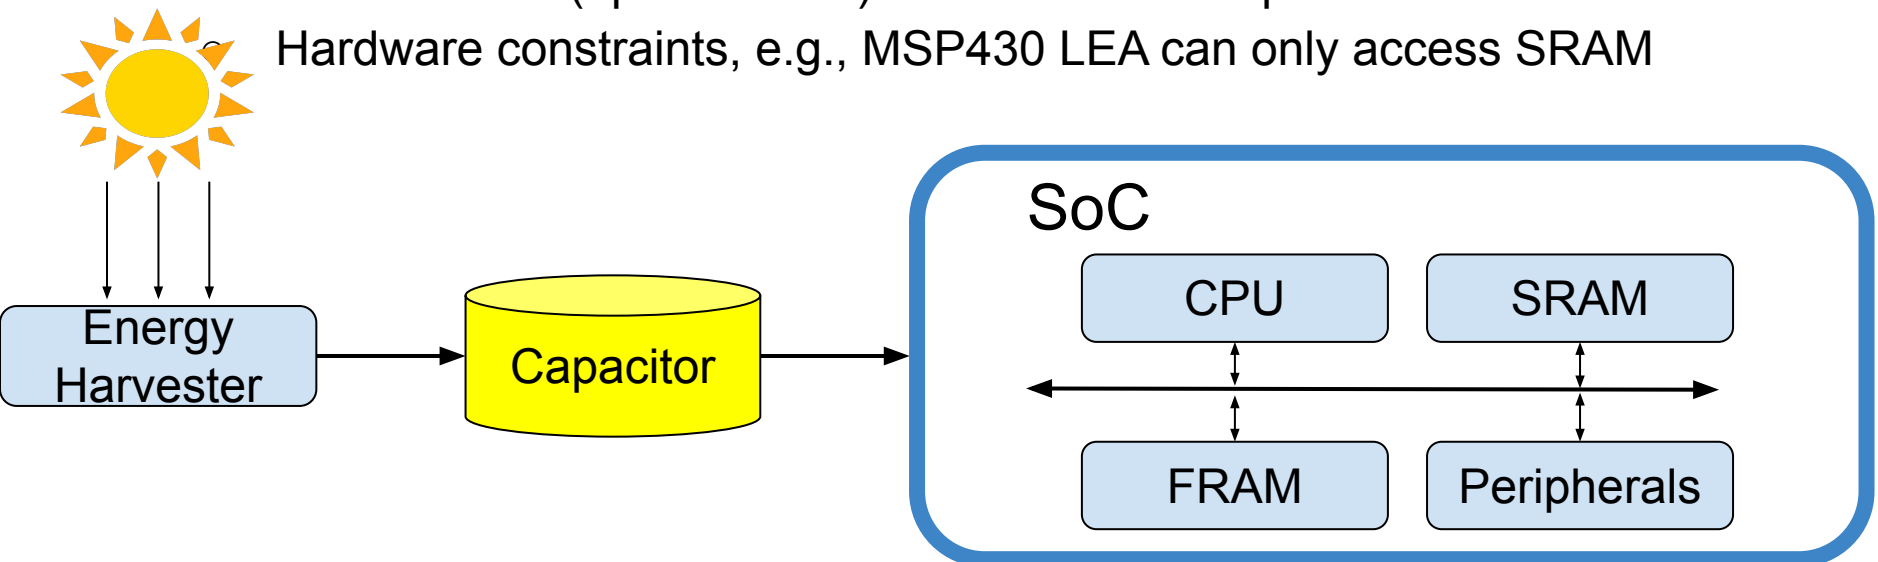 Hardware constraints, e.g., MSP430 LEA can only access SRAM
SoC
CPU
SRAM
Energy
Harvester
Capacitor
FRAM
Peripherals